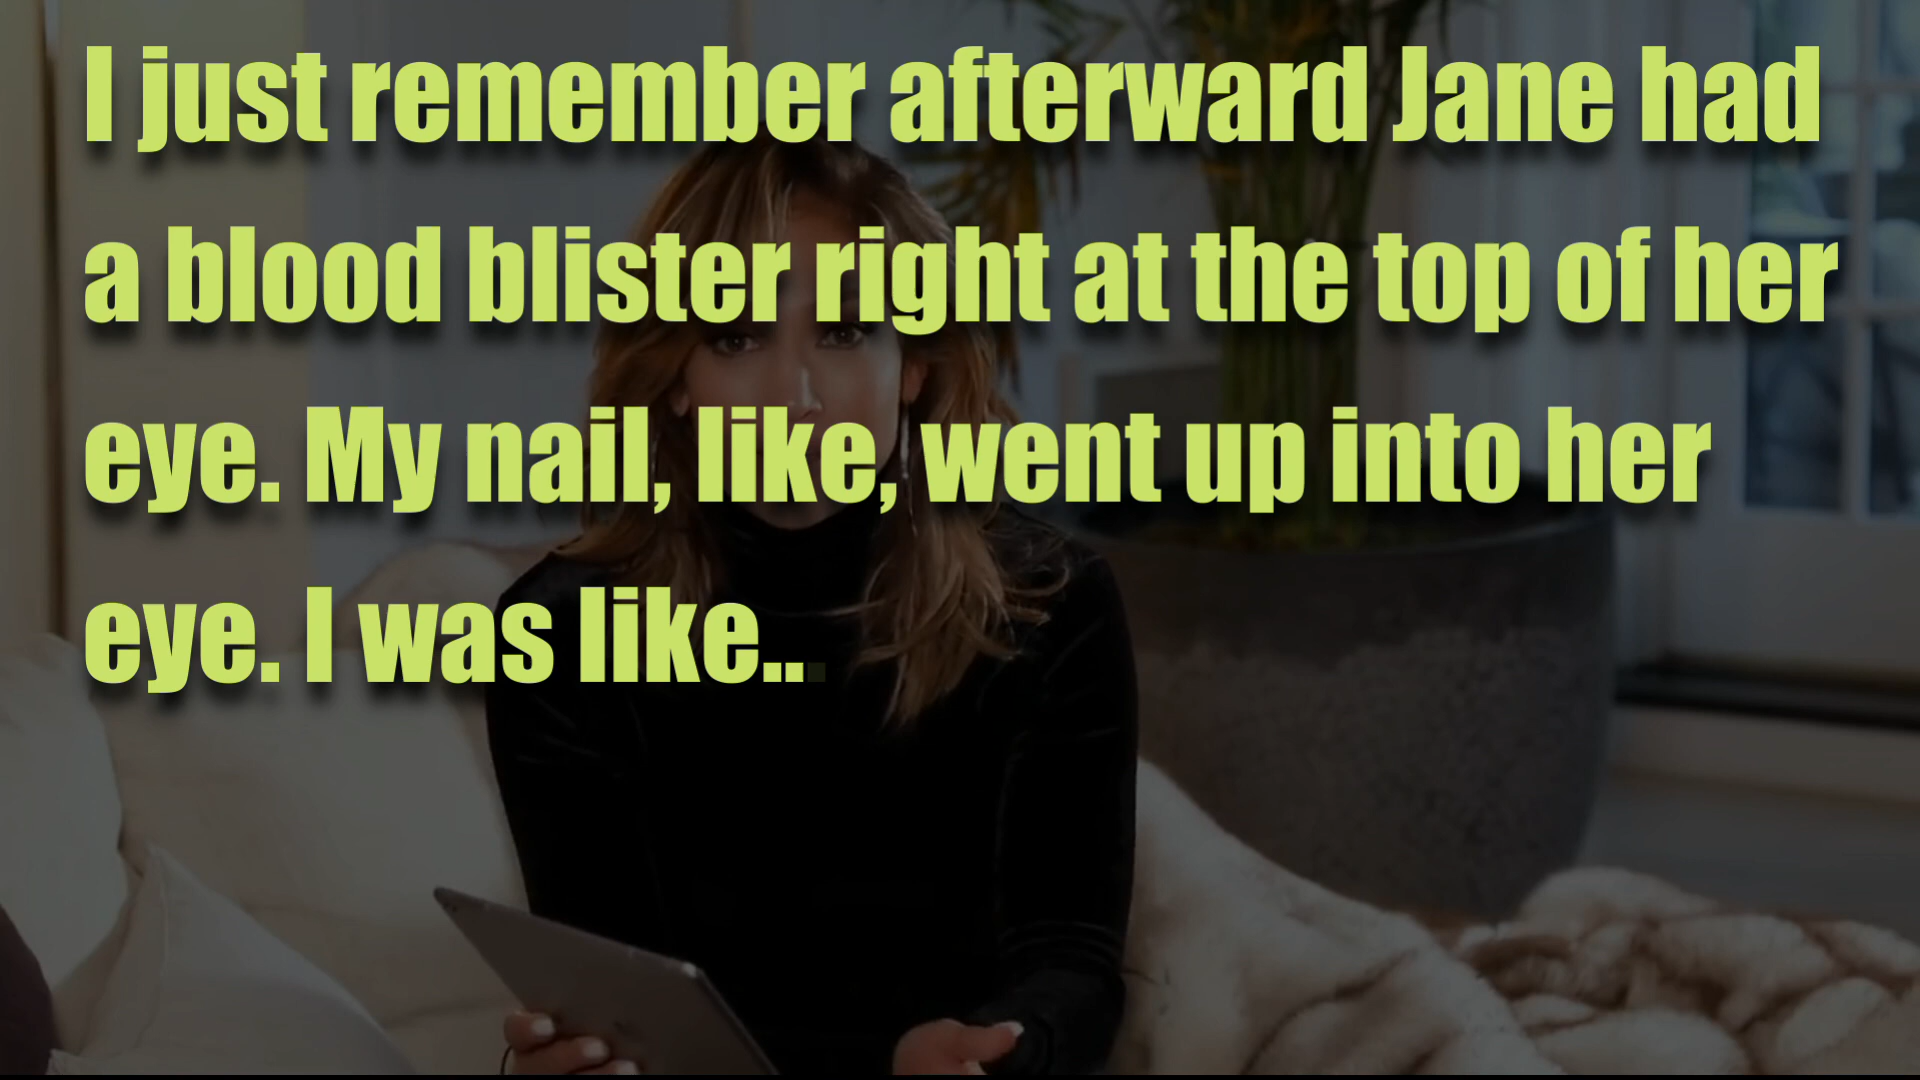 I just remember afterward Jane had
a blood blister right at the top of her
eye. My nail, like, went up into her
eye. I was like...